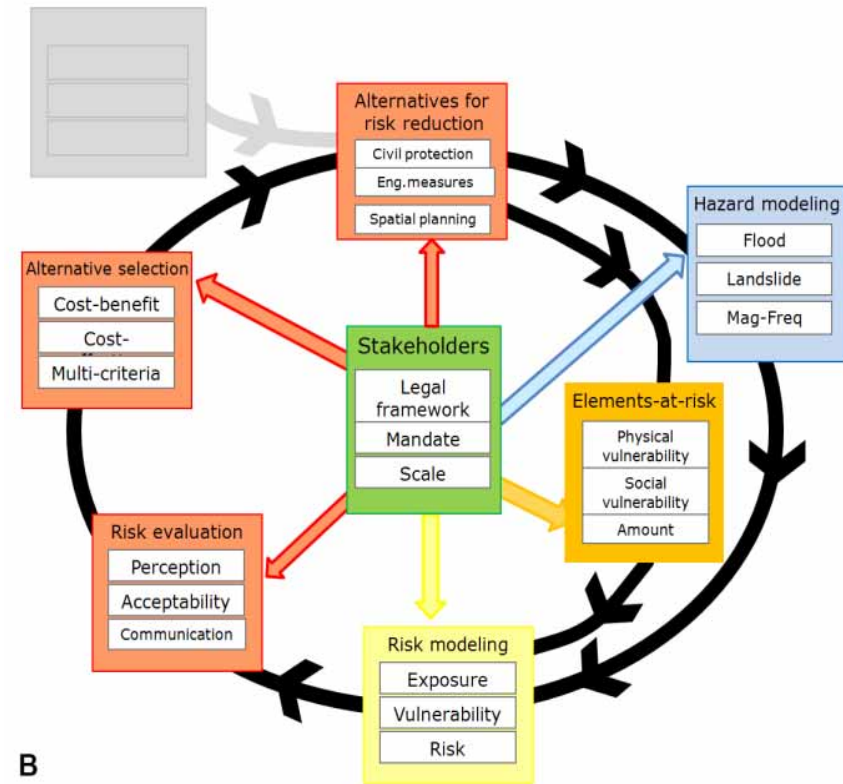 Alternatives for
risk reduction
Civil protection
Eng.measures
Spatial planning
Hazard modeling
Flood
Landslide
Mag-Freq
Alternative selection
Cost-benefit
Cost-
Multi-criteria
Stakeholders
Legal
framework
Mandate
Scale
Elements-at-risk
Physical
vulnerability
Social
vulnerability
Amount
Risk evaluation
Perception
Acceptability
Communication
Risk modeling
Exposure
Vulnerability
Risk
B